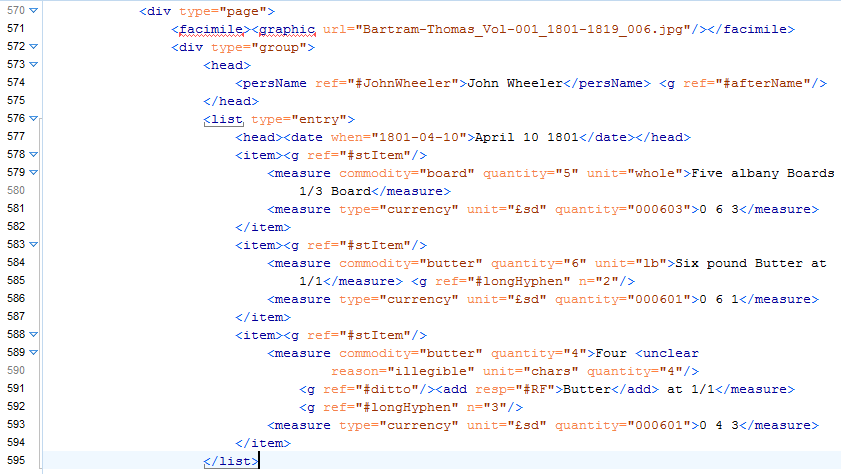 570 <div type="page">
571 <facimile><graphic url="Bartram-Thomas_Vol-001_1801-1819_006.jpg"/></facimile>
572 <div type="group">
573 <head>
574 <persName ref="#JohnWheeler">John Wheeler</persName> <g ref="#afterName"/>
575 </head>
576 <list type="entry">
577 <head><date when="1801-04-10">April 10 1801</date></head>
578 <item><g ref="#stItem"/>
579 <measure commodity="board" quantity="5" unit="whole">Five albany Boards
580 1/3 Board</measure>
581 <measure type="currency" unit="£sd" quantity="000603">0 6 3</measure>
582 </item>
583 <item><g ref="#stItem"/>
584 <measure commodity="butter" quantity="6" unit="lb">Six pound Butter at
585 1/1</measure> <g ref="#longHyphen" n="2"/>
586 <measure type="currency" unit="£sd" quantity="000601">0 6 1</measure>
587 </item>
588 <item><g ref="#stItem"/>
589 <measure commodity="butter" quantity="4">Four <unclear
590 reason="illegible" unit="chars" quantity="4"/>
591 <g ref="#ditto"/><add resp="#RF">Butter</add> at 1/1</measure>
592 <g ref="#longHyphen" n="3"/>
593 <measure type="currency" unit="£sd" quantity="000601">0 4 3</measure>
594 </item>
595 </list>